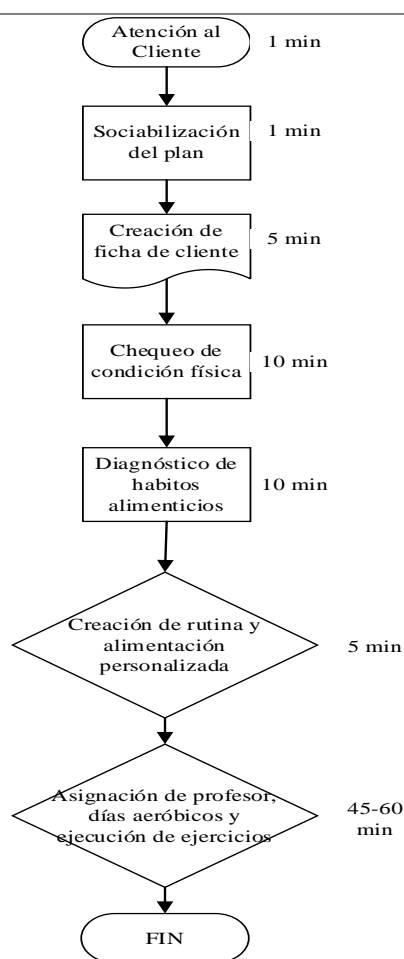 Atención al
Cliente
1 min
Sociabilización
del plan
1 min
Creación de
ficha de cliente
5 min
Chequeo de
condición física
10 min
Diagnóstico de
habitos
alimenticios
10 min
Creación de rutina y
alimentación
personalizada
5 min
Asignación de profesor,
días aeróbicos y
ejecución de ejercicios
45-60
min
FIN